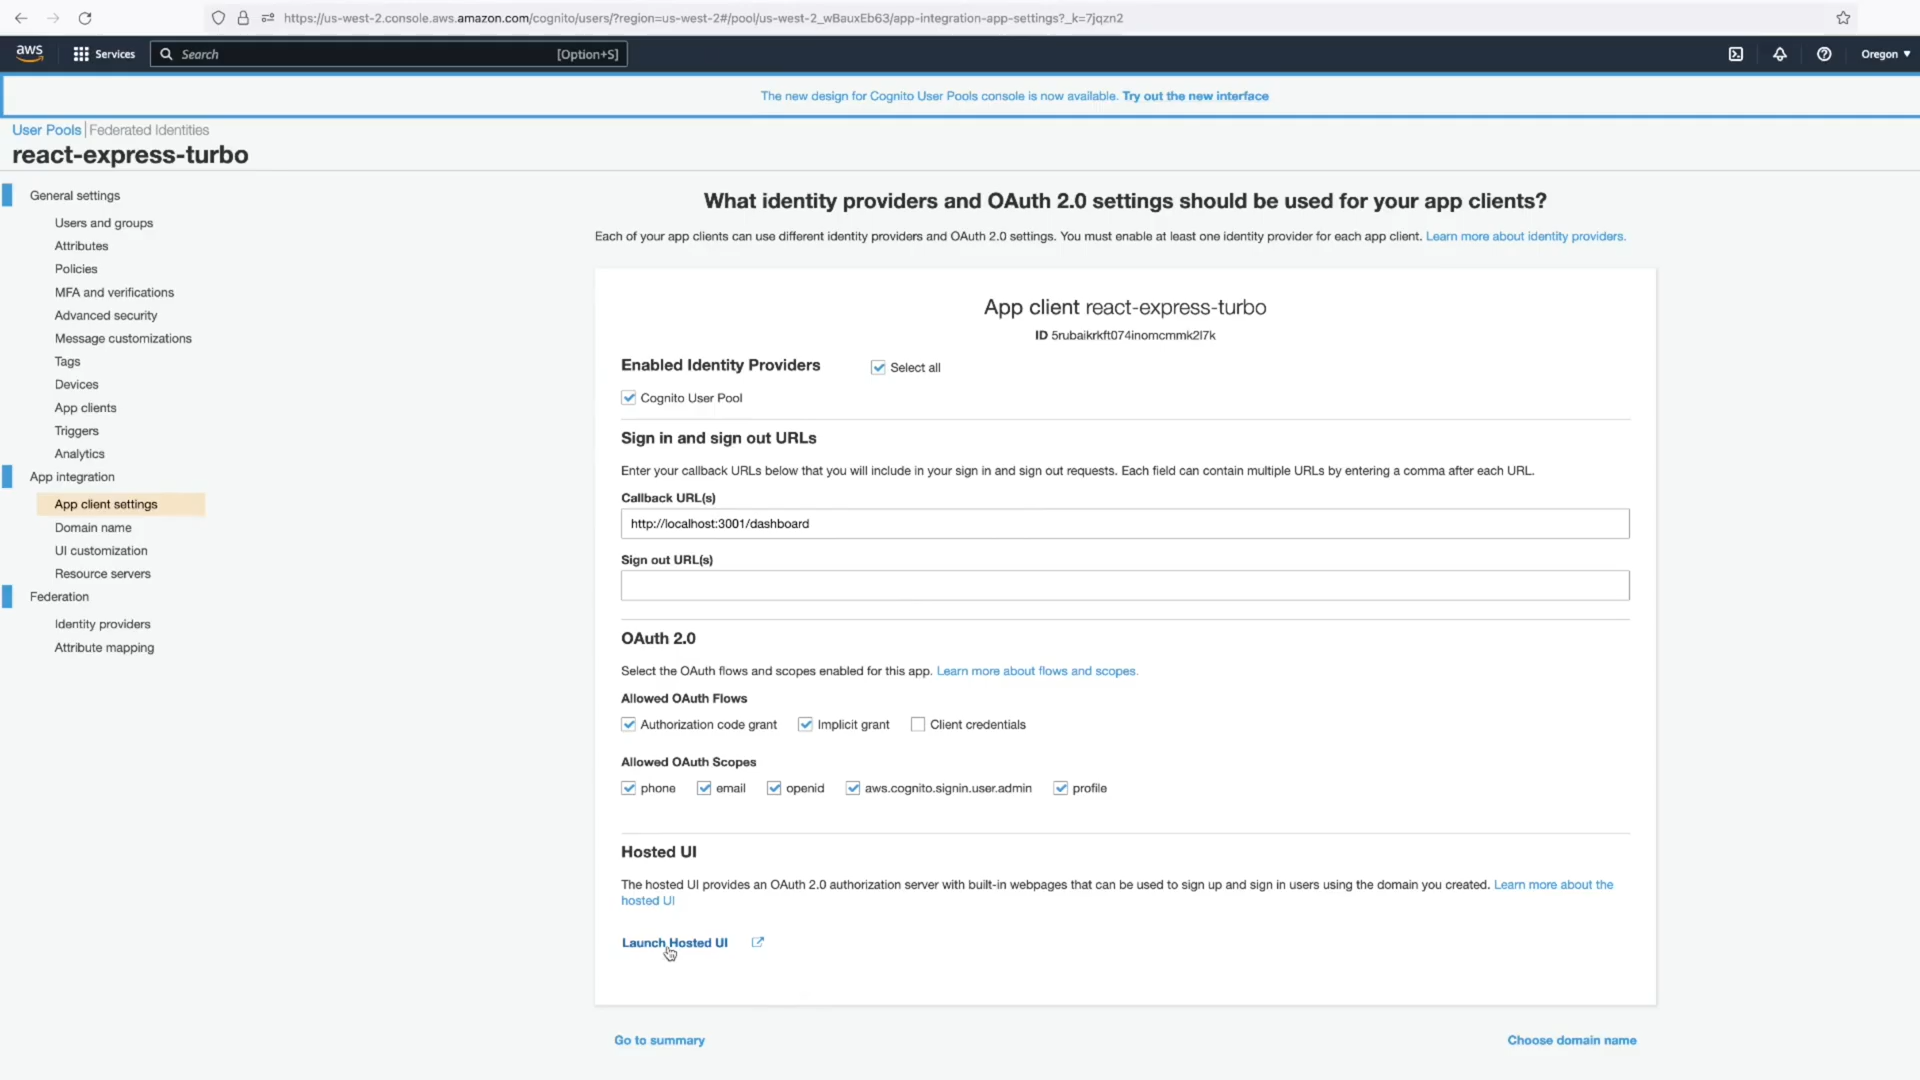 https://us-west-2.console.aws.amazon.com/cognito/users/?region=us-west-2#/pool/us-west-2_wBauxEb63/app-integration-app-settings?_k=7jqzn2
aws
Services
Search
[Option+S]
Oregon
The new design for Cognito User Pools console is now available. Try out the new interface
User Pools | Federated Identities
react-express-turbo
General settings
Users and groups
Attributes
Policies
MFA and verifications
Advanced security
Message customizations
Tags
Devices
App clients
Triggers
Analytics
App integration
App client settings
Domain name
UI customization
Resource servers
Federation
Identity providers
Attribute mapping
What identity providers and OAuth 2.0 settings should be used for your app clients?
Each of your app clients can use different identity providers and OAuth 2.0 settings. You must enable at least one identity provider for each app client. Learn more about identity providers.
App client react-express-turbo
ID 5rubaikrkft074inomcmmk2l7k
Enabled Identity Providers
Select all
Cognito User Pool
Sign in and sign out URLs
Enter your callback URLs below that you will include in your sign in and sign out requests. Each field can contain multiple URLs by entering a comma after each URL.
Callback URL(s)
http://localhost:3001/dashboard
Sign out URL(s)
OAuth 2.0
Select the OAuth flows and scopes enabled for this app. Learn more about flows and scopes.
Allowed OAuth Flows
Authorization code grant Implicit grant Client credentials
Allowed OAuth Scopes
phone email openid aws.cognito.signin.user.admin profile
Hosted UI
The hosted UI provides an OAuth 2.0 authorization server with built-in webpages that can be used to sign up and sign in users using the domain you created. Learn more about the
hosted UI
Launch Hosted UI
Go to summary
Choose domain name